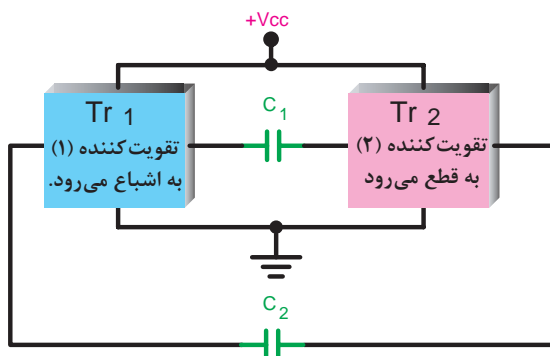 +Vcc
Tr 1
تقویت‌کننده (۱)
به اشباع می‌رود.
C1
Tr 2
تقویت‌کننده (۲)
به قطع می‌رود
C2